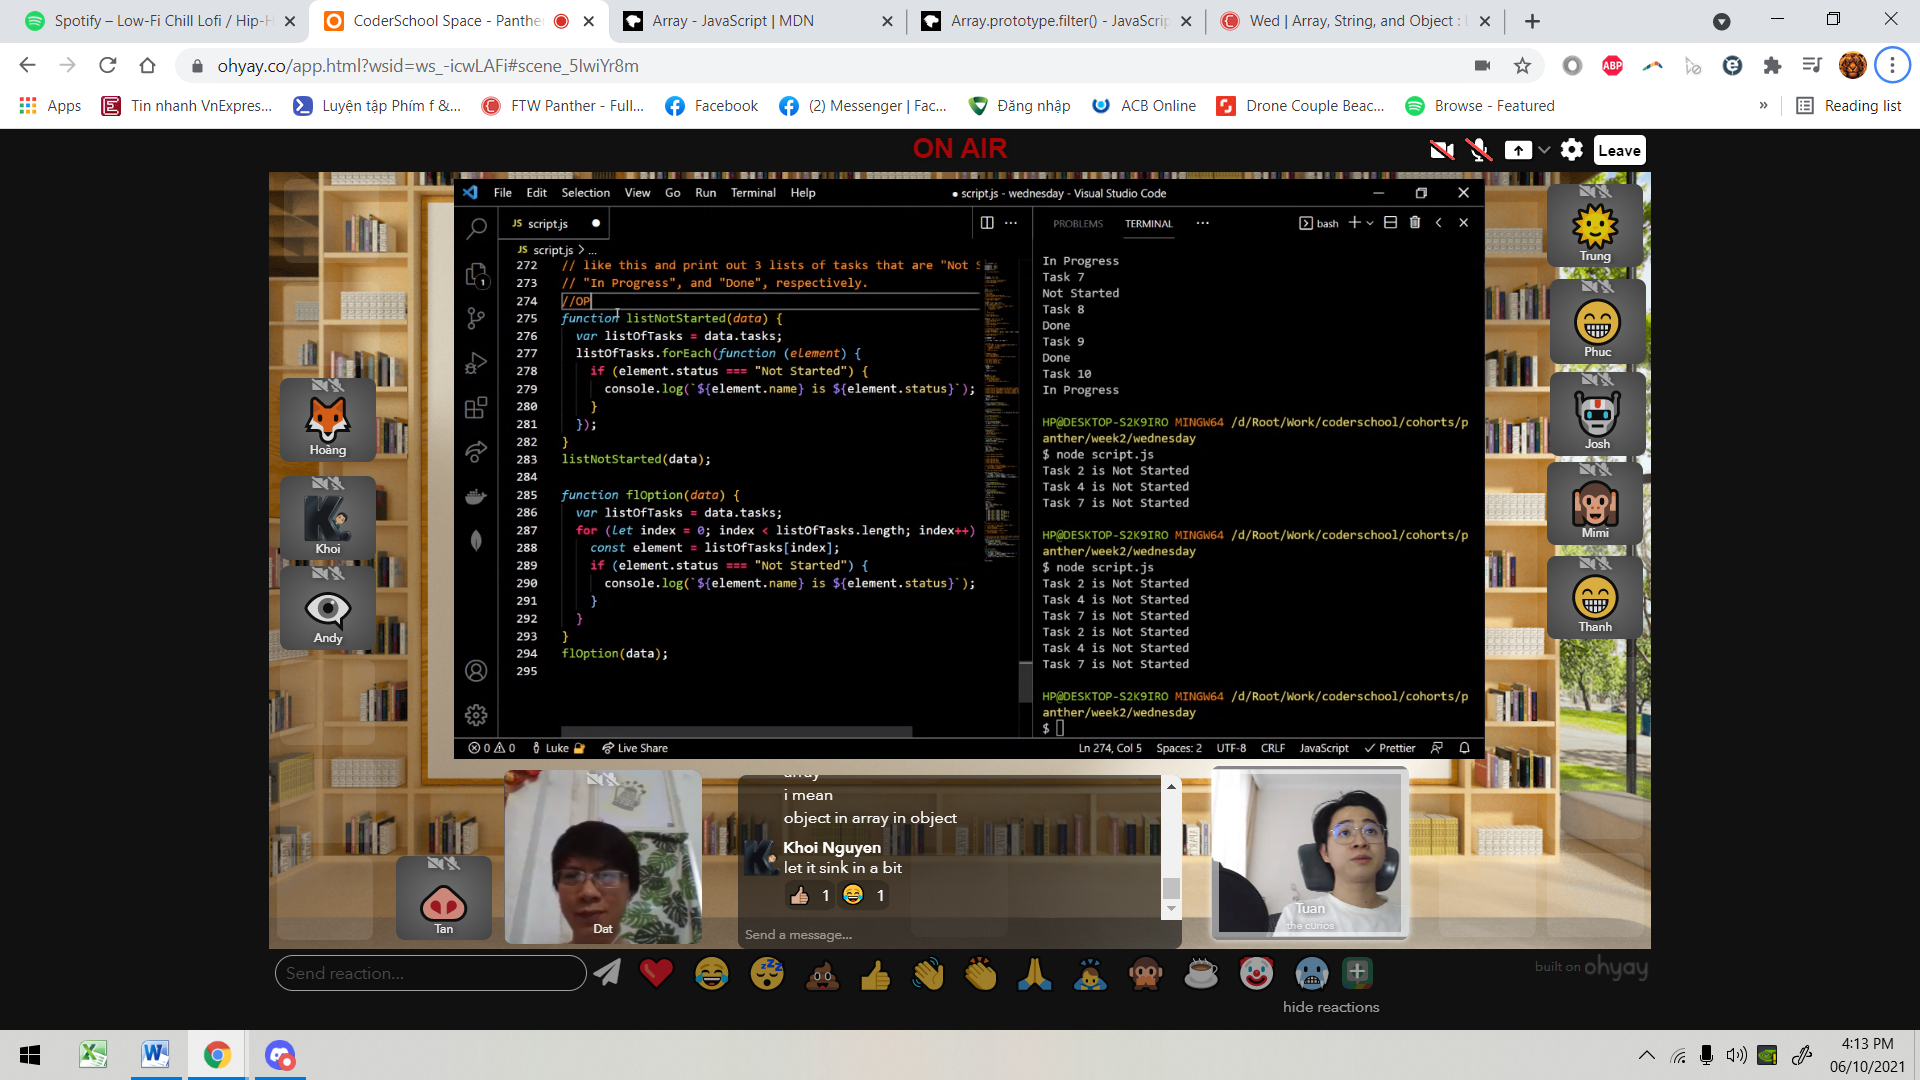 Spotify – Low-Fi Chill Lofi / Hip-H
CoderSchool Space - Panthe
Array - JavaScript | MDN
Array.prototype.filter() - JavaScrip
Wed | Array, String, and Object :
ohyay.co/app.html?wsid=ws_-icwLAFi#scene_5IwiYr8m
ABP
Apps
Tin nhanh VnExpres...
Luyện tập Phím f &...
FTW Panther - Full...
Facebook
(2) Messenger | Fac...
Đăng nhập
ACB Online
Drone Couple Beac...
Browse - Featured
»
Reading list
ON AIR
Leave
File Edit Selection View Go Run Terminal Help
● script.js - wednesday - Visual Studio Code
JS script.js ●
JS script.js > ...
272 // like this and print out 3 lists of tasks that are "Not S
273 // "In Progress", and "Done", respectively.
274 //OP
275 function listNotStarted(data) {
276 var listOfTasks = data.tasks;
277 listOfTasks.forEach(function (element) {
278 if (element.status === "Not Started") {
279 console.log(`${element.name} is ${element.status}`);
280 }
281 });
282 }
283 listNotStarted(data);
284
285 function flOption(data) {
286 var listOfTasks = data.tasks;
287 for (let index = 0; index < listOfTasks.length; index++)
288 const element = listOfTasks[index];
289 if (element.status === "Not Started") {
290 console.log(`${element.name} is ${element.status}`);
291 }
292 }
293 }
294 flOption(data);
295
PROBLEMS TERMINAL ... bash
In Progress
Task 7
Not Started
Task 8
Done
Task 9
Done
Task 10
In Progress
HP@DESKTOP-S2K9IRO MINGW64 /d/Root/Work/coderschool/cohorts/p
anther/week2/wednesday
$ node script.js
Task 2 is Not Started
Task 4 is Not Started
Task 7 is Not Started
HP@DESKTOP-S2K9IRO MINGW64 /d/Root/Work/coderschool/cohorts/p
anther/week2/wednesday
$ node script.js
Task 2 is Not Started
Task 4 is Not Started
Task 7 is Not Started
Task 2 is Not Started
Task 4 is Not Started
Task 7 is Not Started
HP@DESKTOP-S2K9IRO MINGW64 /d/Root/Work/coderschool/cohorts/p
anther/week2/wednesday
$
0 0 Luke Live Share
Ln 274, Col 5 Spaces: 2 UTF-8 CRLF JavaScript Prettier
Hoàng
Khoi
Andy
Trung
Phuc
Josh
Mimi
Thanh
Tan
Dat
array
i mean
object in array in object
Khoi Nguyen
let it sink in a bit
1 1
Send a message...
Tuan
the curios
Send reaction...
hide reactions
built on ohyay
4:13 PM
06/10/2021